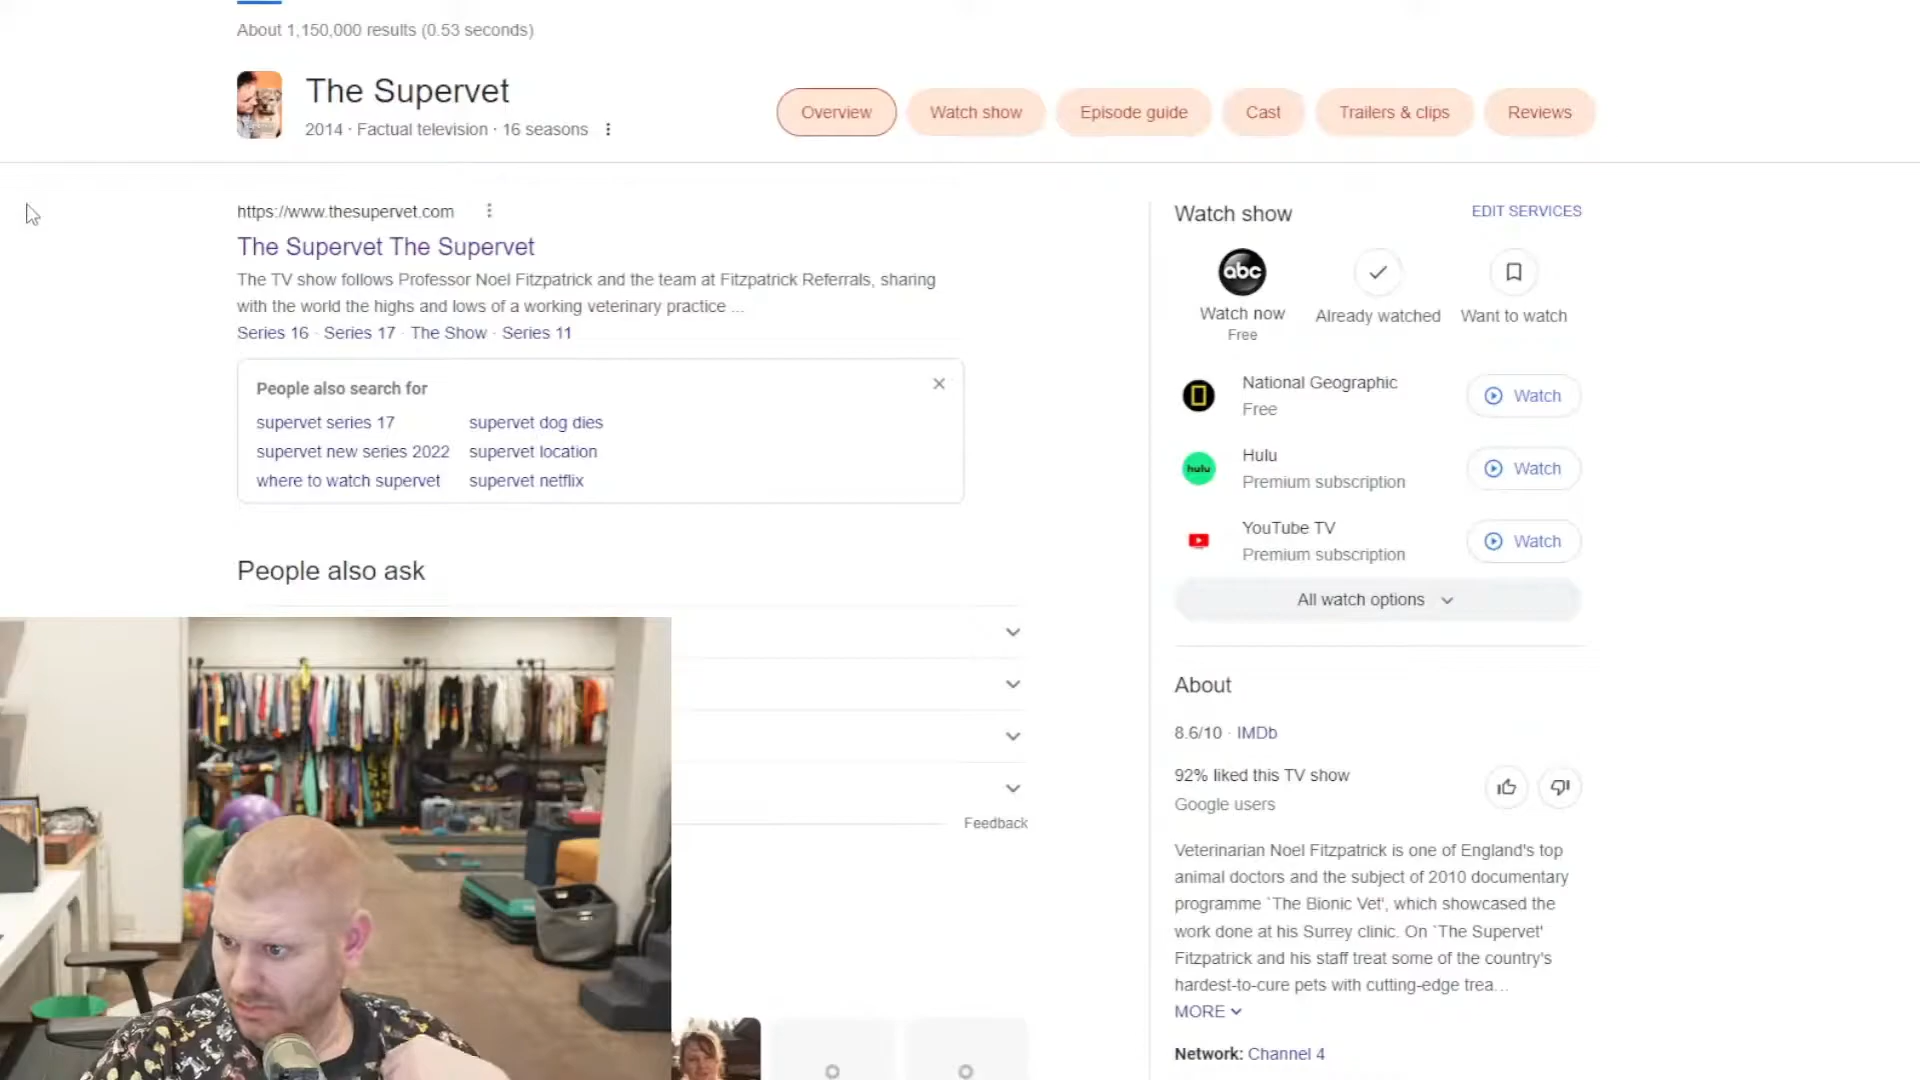 About 1,150,000 results (0.53 seconds)
The Supervet
2014 · Factual television · 16 seasons
Overview
Watch show
Episode guide
Cast
Trailers & clips
Reviews
https://www.thesupervet.com
The Supervet The Supervet
The TV show follows Professor Noel Fitzpatrick and the team at Fitzpatrick Referrals, sharing
with the world the highs and lows of a working veterinary practice ...
Series 16 · Series 17 · The Show · Series 11
People also search for
supervet series 17
supervet dog dies
supervet new series 2022
supervet location
where to watch supervet
supervet netflix
People also ask
Feedback
Watch show
EDIT SERVICES
abc
Watch now
Free
Already watched
Want to watch
National Geographic
Free
Watch
hulu
Hulu
Premium subscription
Watch
YouTube TV
Premium subscription
Watch
All watch options
About
8.6/10 · IMDb
92% liked this TV show
Google users
Veterinarian Noel Fitzpatrick is one of England's top
animal doctors and the subject of 2010 documentary
programme `The Bionic Vet', which showcased the
work done at his Surrey clinic. On `The Supervet'
Fitzpatrick and his staff treat some of the country's
hardest-to-cure pets with cutting-edge trea…
MORE
Network: Channel 4